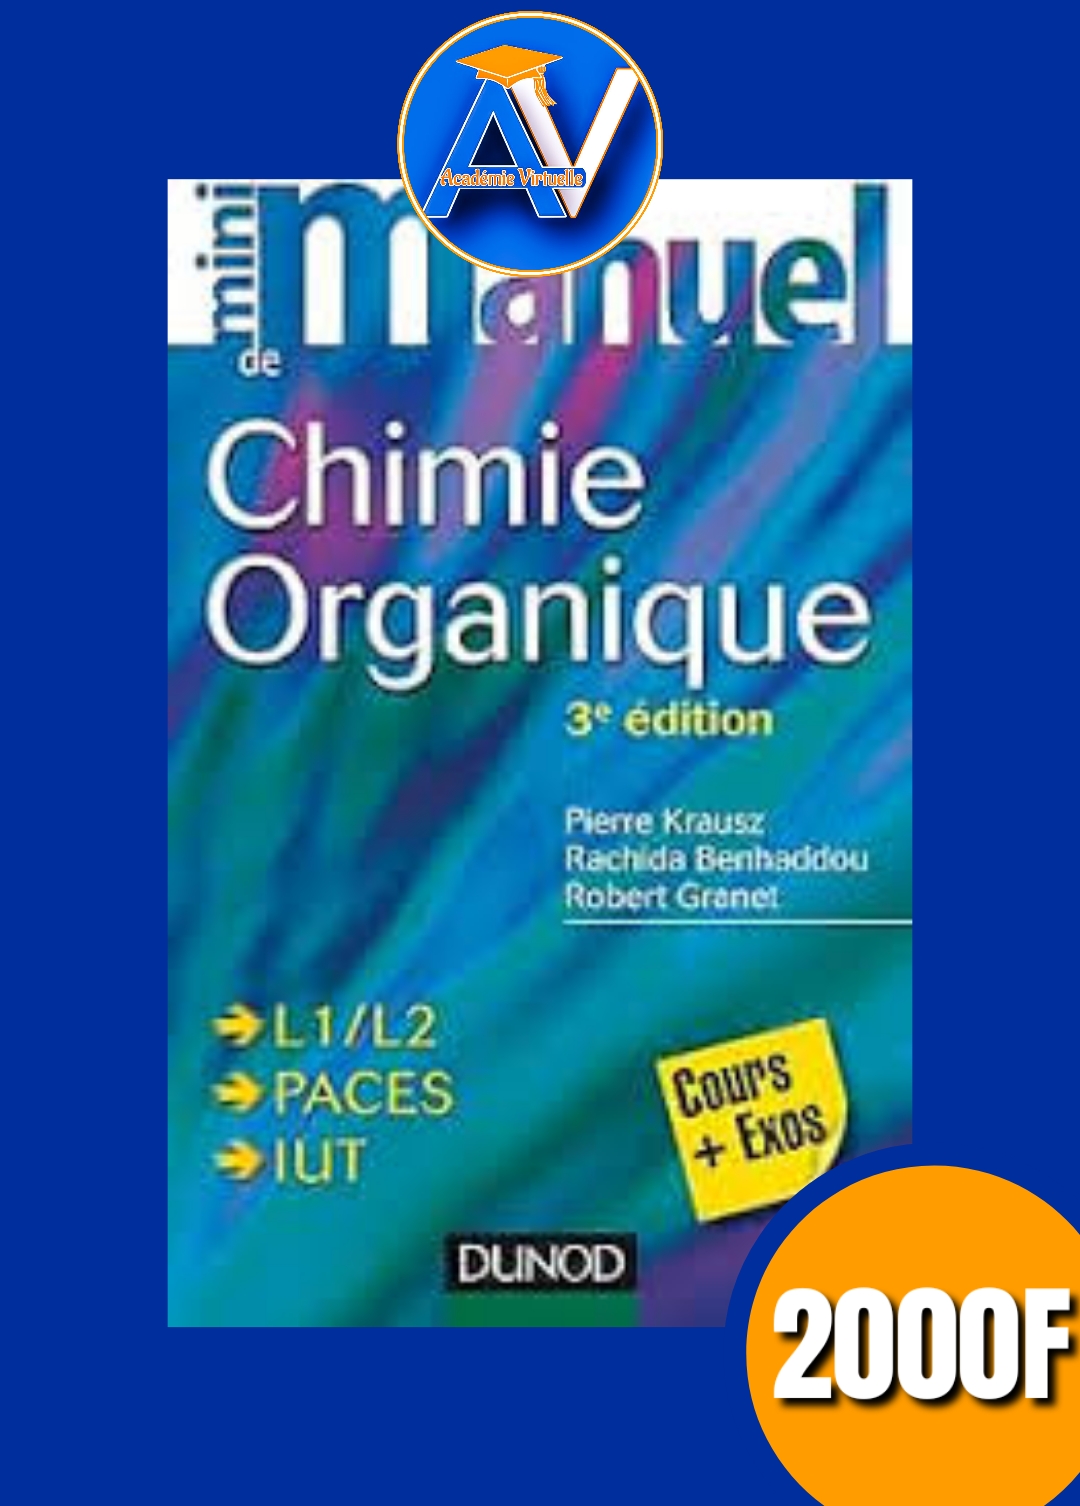 Académie Virtuelle
mini
Manuel
de
Chimie
Organique
3e édition
Pierre Krausz
Rachida Benhaddou
Robert Granet
L1/L2
PACES
IUT
Cours
+ Exos
DUNOD
2000F